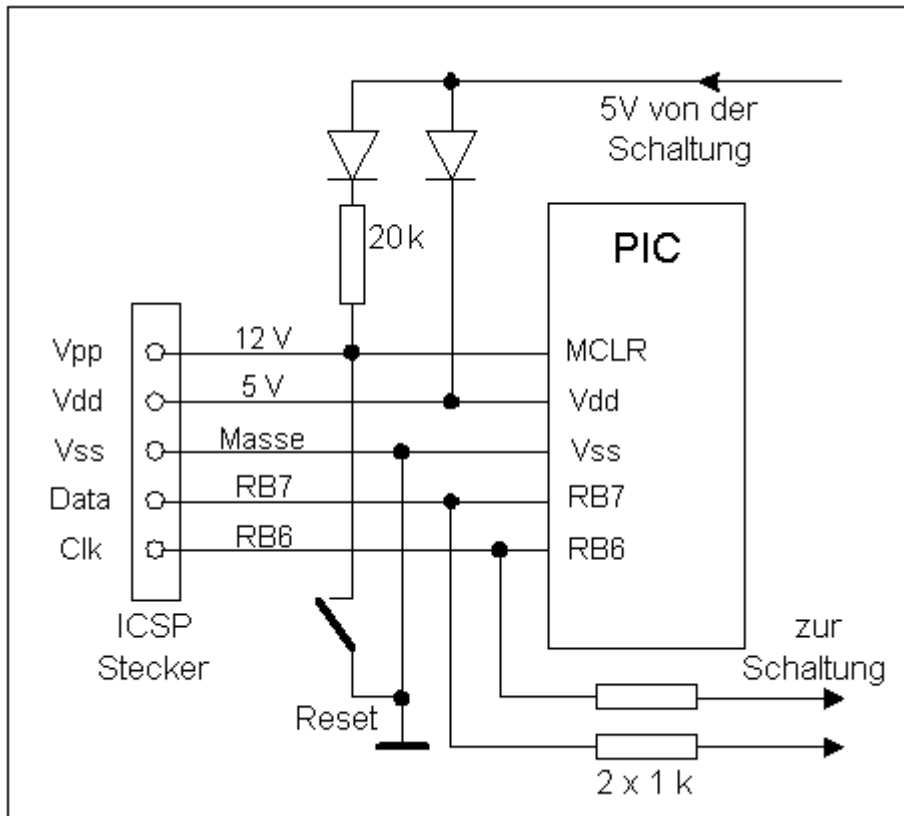 5V von der
Schaltung
20k
PIC
Vpp
12 V
MCLR
Vdd
5 V
Vdd
Vss
Masse
Vss
Data
RB7
RB7
Clk
RB6
RB6
ICSP
Stecker
zur
Schaltung
Reset
2 x 1 k